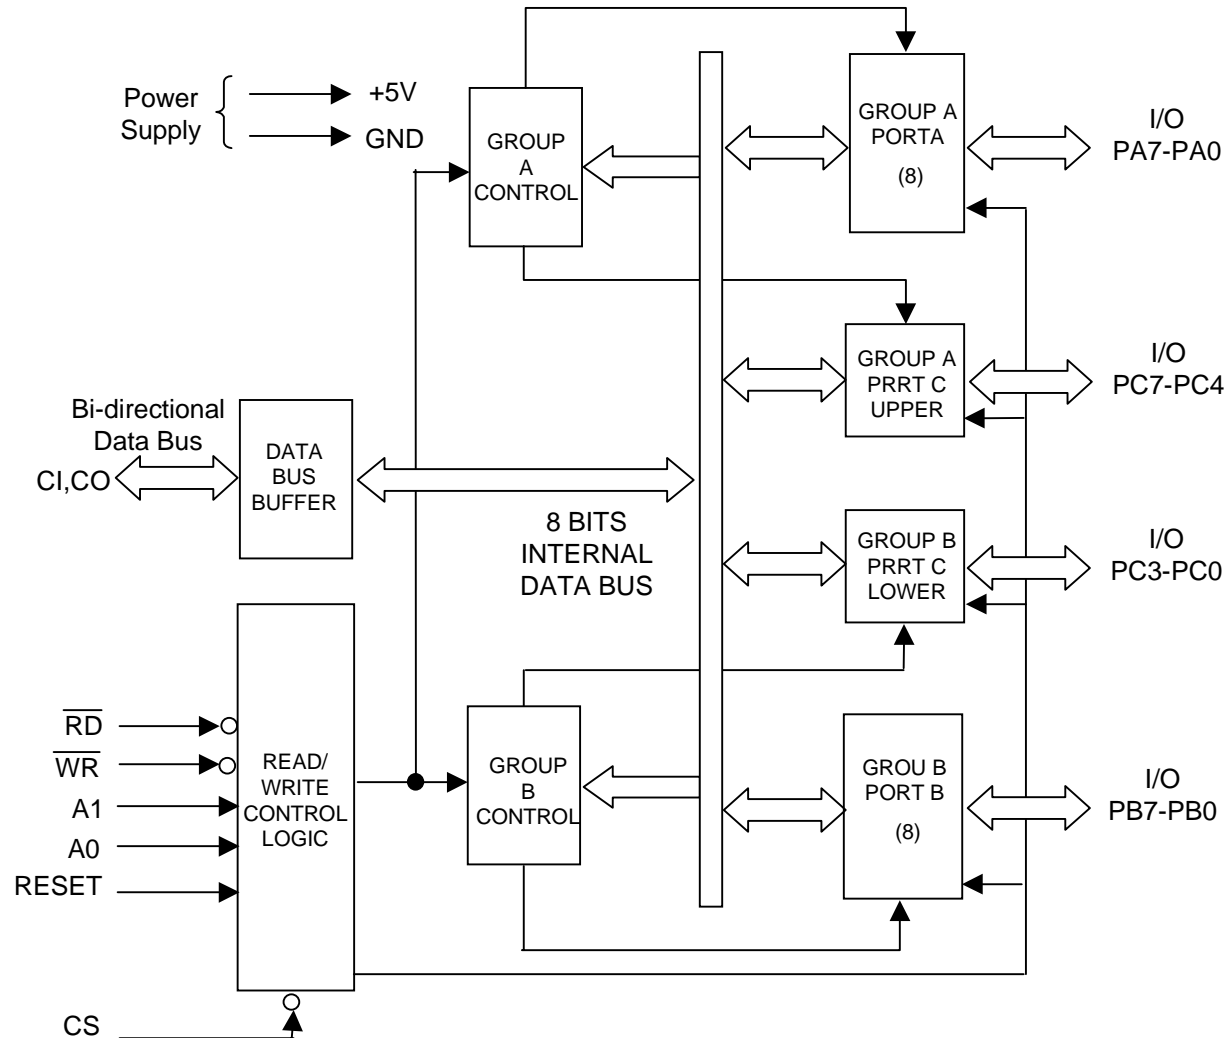 Power
Supply
+5V
GND
GROUP
A
CONTROL
GROUP A
PORTA
(8)
I/O
PA7-PA0
GROUP A
PRRT C
UPPER
I/O
PC7-PC4
Bi-directional
Data Bus
CI,CO
DATA
BUS
BUFFER
8 BITS
INTERNAL
DATA BUS
GROUP B
PRRT C
LOWER
I/O
PC3-PC0
RD
WR
A1
A0
RESET
READ/
WRITE
CONTROL
LOGIC
GROUP
B
CONTROL
GROU B
PORT B
(8)
I/O
PB7-PB0
CS